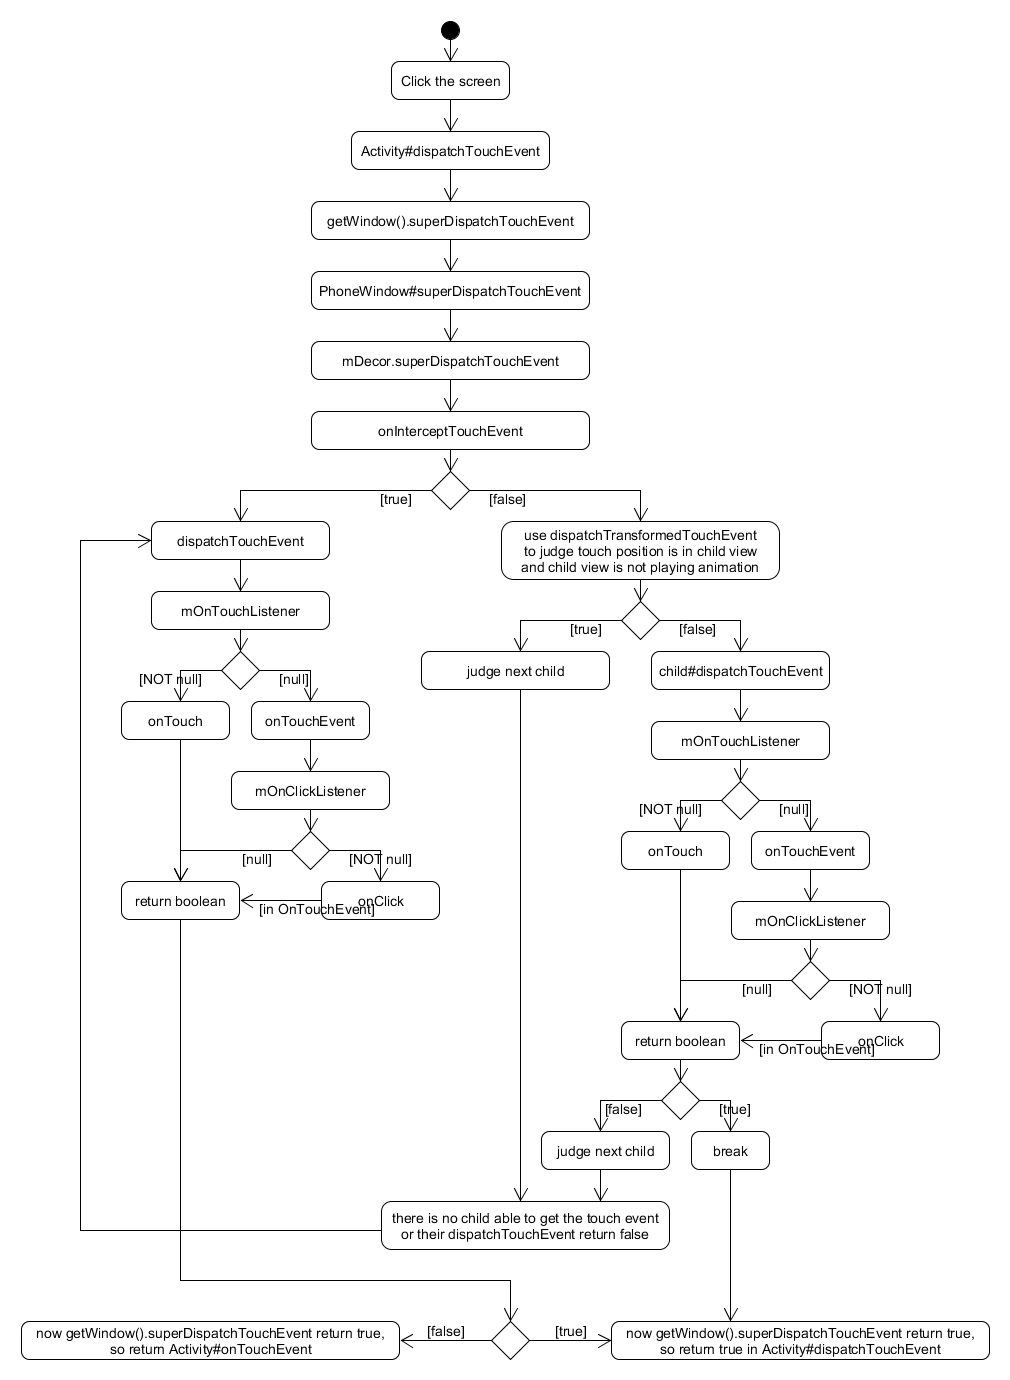 Click the screen
Activity#dispatchTouchEvent
getWindow().superDispatchTouchEvent
PhoneWindow#superDispatchTouchEvent
mDecor.superDispatchTouchEvent
onInterceptTouchEvent
[true]
[false]
dispatchTouchEvent
use dispatchTransformedTouchEvent
to judge touch position is in child view
and child view is not playing animation
mOnTouchListener
[true]
[false]
judge next child
child#dispatchTouchEvent
[NOT null]
[null]
onTouch
onTouchEvent
mOnTouchListener
mOnClickListener
[NOT null]
[null]
[null]
[NOT null]
onTouch
onTouchEvent
return boolean
[in OnTouchEvent]
onClick
mOnClickListener
[null]
[NOT null]
return boolean
[in OnTouchEvent]
onClick
[false]
[true]
judge next child
break
there is no child able to get the touch event
or their dispatchTouchEvent return false
now getWindow().superDispatchTouchEvent return true,
so return Activity#onTouchEvent
[false]
[true]
now getWindow().superDispatchTouchEvent return true,
so return true in Activity#dispatchTouchEvent